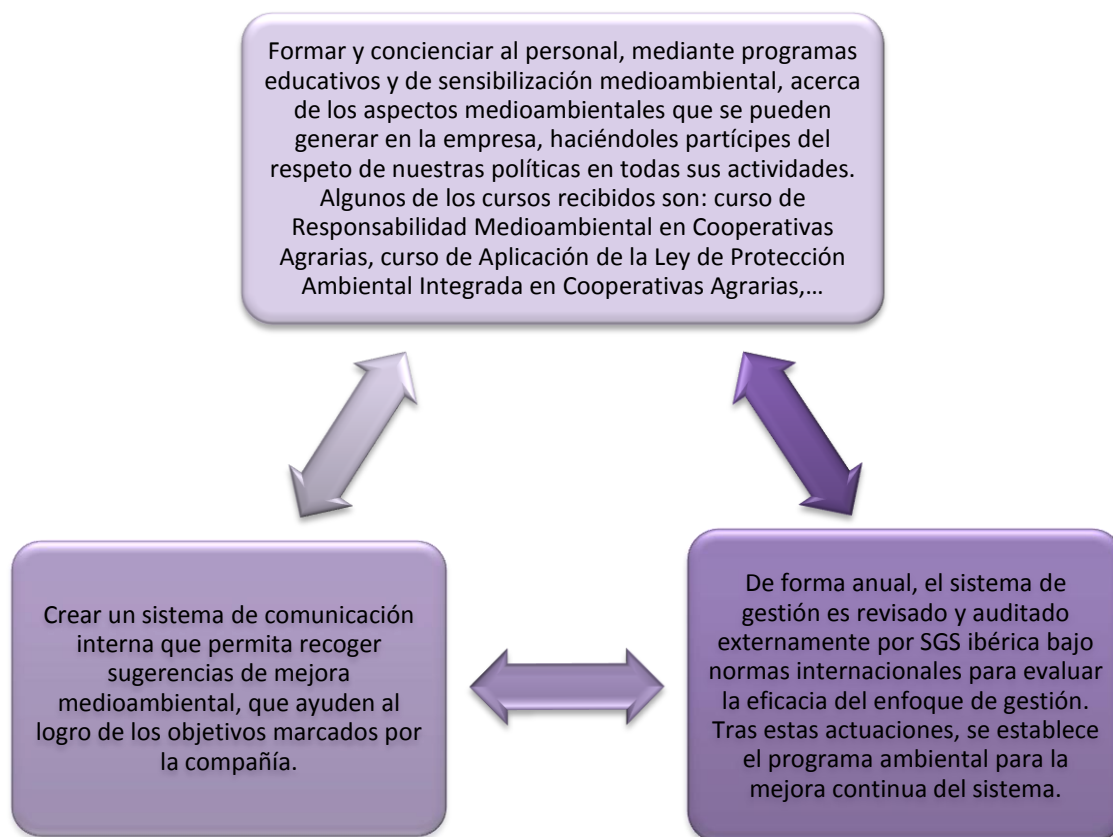 Formar y concienciar al personal, mediante programas
educativos y de sensibilización medioambiental, acerca
de los aspectos medioambientales que se pueden
generar en la empresa, haciéndoles partícipes del
respeto de nuestras políticas en todas sus actividades.
Algunos de los cursos recibidos son: curso de
Responsabilidad Medioambiental en Cooperativas
Agrarias, curso de Aplicación de la Ley de Protección
Ambiental Integrada en Cooperativas Agrarias,...
Crear un sistema de comunicación
interna que permita recoger
sugerencias de mejora
medioambiental, que ayuden al
logro de los objetivos marcados por
la compañía.
De forma anual, el sistema de
gestión es revisado y auditado
externamente por SGS ibérica bajo
normas internacionales para evaluar
la eficacia del enfoque de gestión.
Tras estas actuaciones, se establece
el programa ambiental para la
mejora continua del sistema.